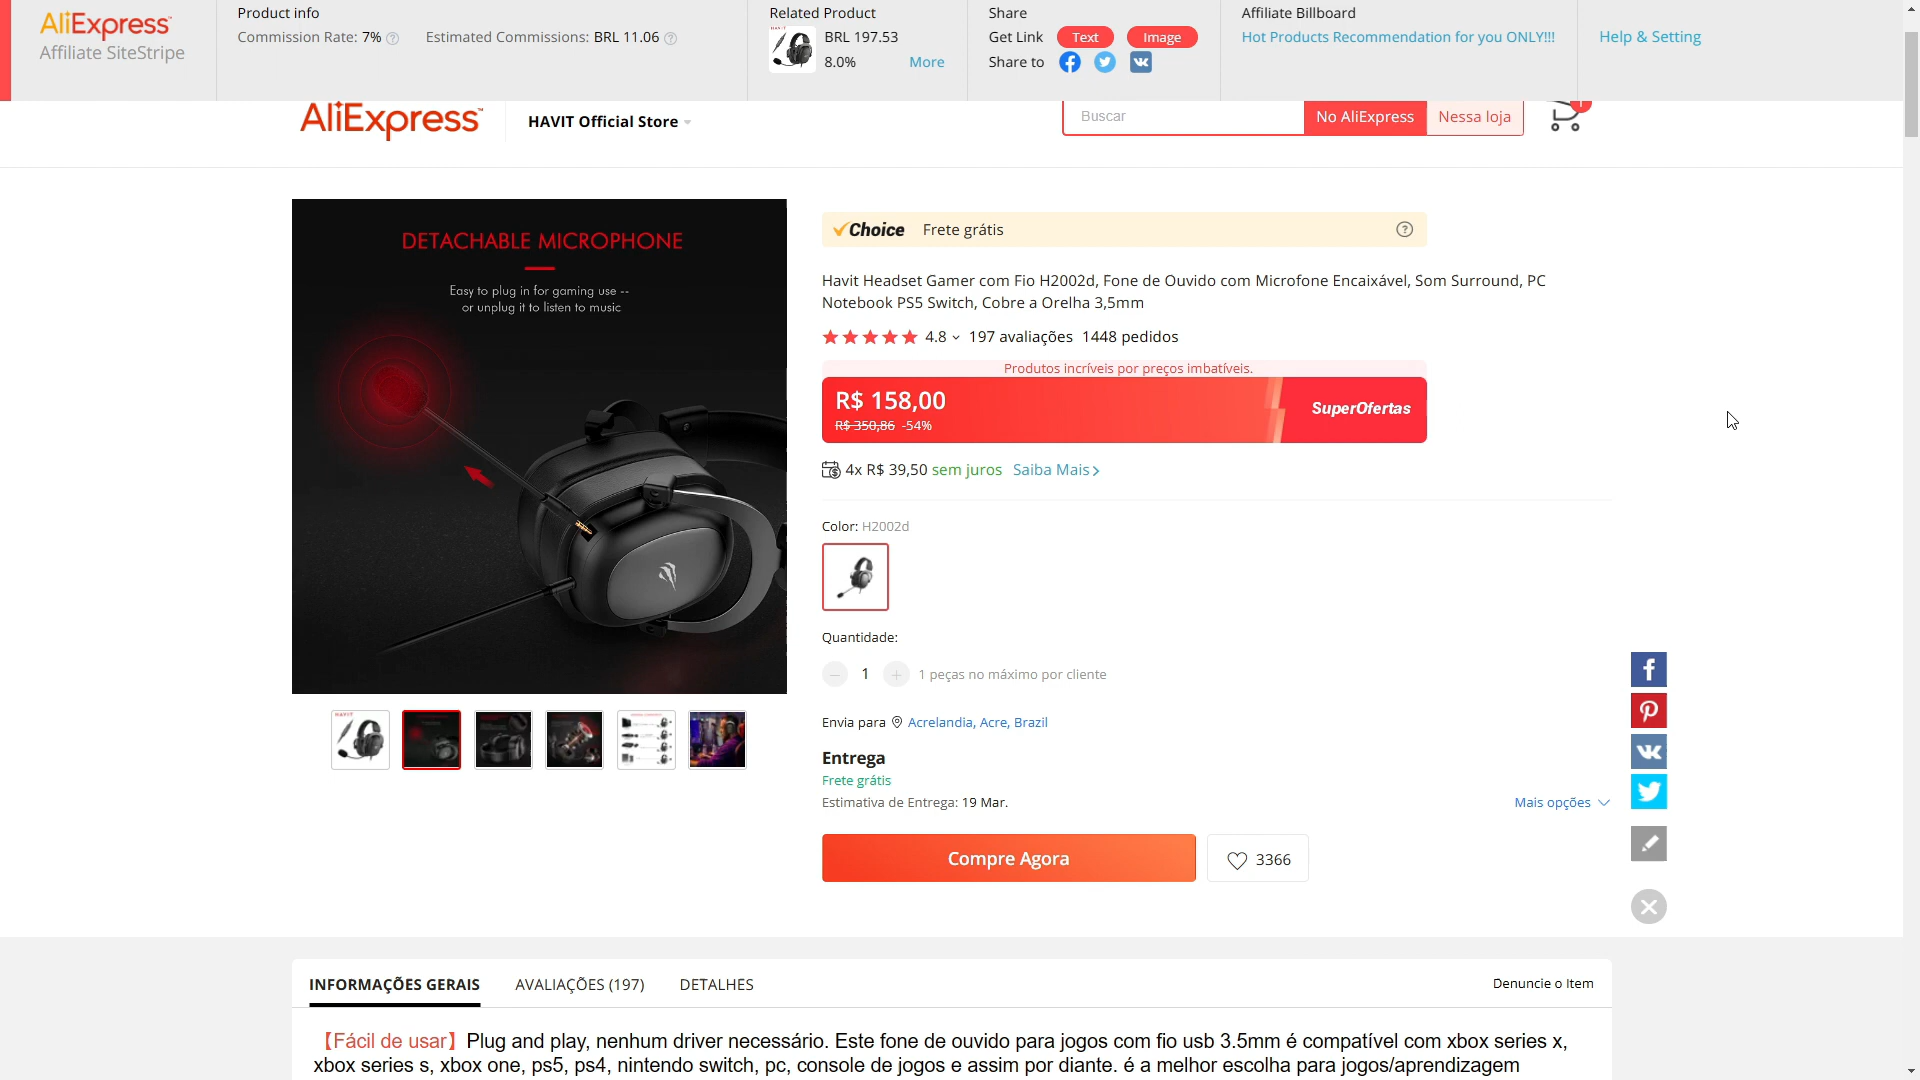 AliExpress
Affiliate SiteStripe
Product info
Commission Rate: 7% ?
Estimated Commissions: BRL 11.06 ?
Related Product
BRL 197.53
8.0%
More
Share
Get Link Text Image
Share to
Affiliate Billboard
Hot Products Recommendation for you ONLY!!!
Help & Setting
AliExpress
HAVIT Official Store
Buscar
No AliExpress
Nessa loja
DETACHABLE MICROPHONE
Easy to plug in for gaming use --
or unplug it to listen to music
Choice Frete grátis ?
Havit Headset Gamer com Fio H2002d, Fone de Ouvido com Microfone Encaixável, Som Surround, PC
Notebook PS5 Switch, Cobre a Orelha 3,5mm
4.8 197 avaliações 1448 pedidos
Produtos incríveis por preços imbatíveis.
R$ 158,00
R$ 350,86 -54%
SuperOfertas
4x R$ 39,50 sem juros Saiba Mais
Color: H2002d
Quantidade:
1 1 peças no máximo por cliente
Envia para Acrelandia, Acre, Brazil
Entrega
Frete grátis
Estimativa de Entrega: 19 Mar.
Mais opções
Compre Agora
3366
INFORMAÇÕES GERAIS
AVALIAÇÕES (197)
DETALHES
Denuncie o Item
【Fácil de usar】Plug and play, nenhum driver necessário. Este fone de ouvido para jogos com fio usb 3.5mm é compatível com xbox series x,
xbox series s, xbox one, ps5, ps4, nintendo switch, pc, console de jogos e assim por diante. é a melhor escolha para jogos/aprendizagem